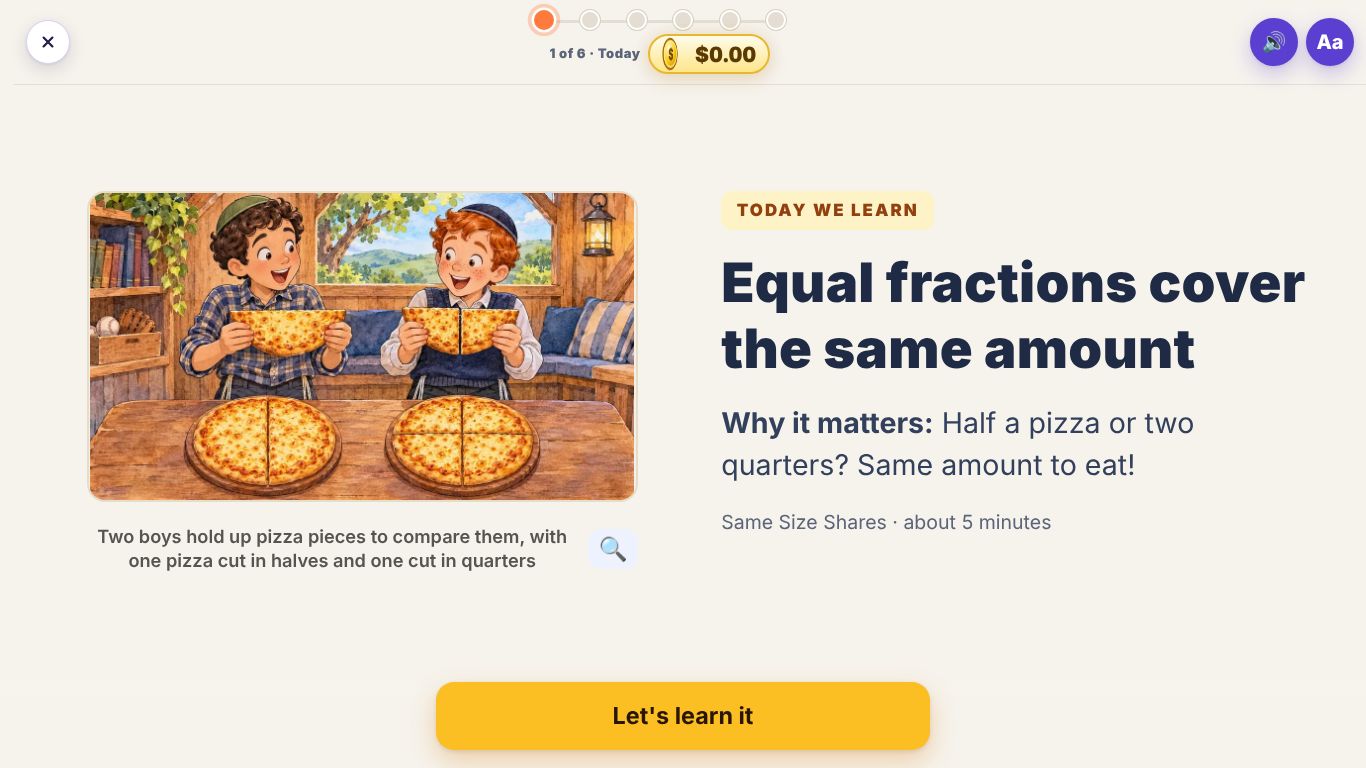 1 of 6 · Today
$0.00
Aa
TODAY WE LEARN
Equal fractions cover
the same amount
Why it matters: Half a pizza or two
quarters? Same amount to eat!
Same Size Shares · about 5 minutes
Two boys hold up pizza pieces to compare them, with
one pizza cut in halves and one cut in quarters
Let's learn it